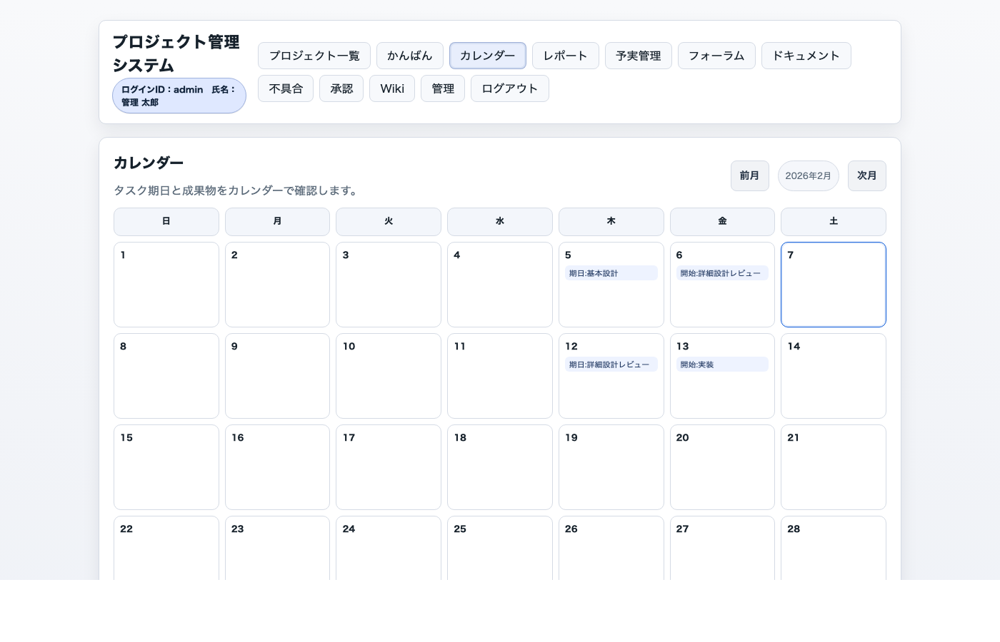 プロジェクト管理
システム
ログインID：admin 氏名：
管理 太郎
プロジェクト一覧 かんばん カレンダー レポート 予実管理 フォーラム ドキュメント
不具合 承認 Wiki 管理 ログアウト
カレンダー
タスク期日と成果物をカレンダーで確認します。
前月 2026年2月 次月
日 月 火 水 木 金 土
1 2 3 4 5 6 7
期日:基本設計 開始:詳細設計レビュー
8 9 10 11 12 13 14
期日:詳細設計レビュー 開始:実装
15 16 17 18 19 20 21
22 23 24 25 26 27 28